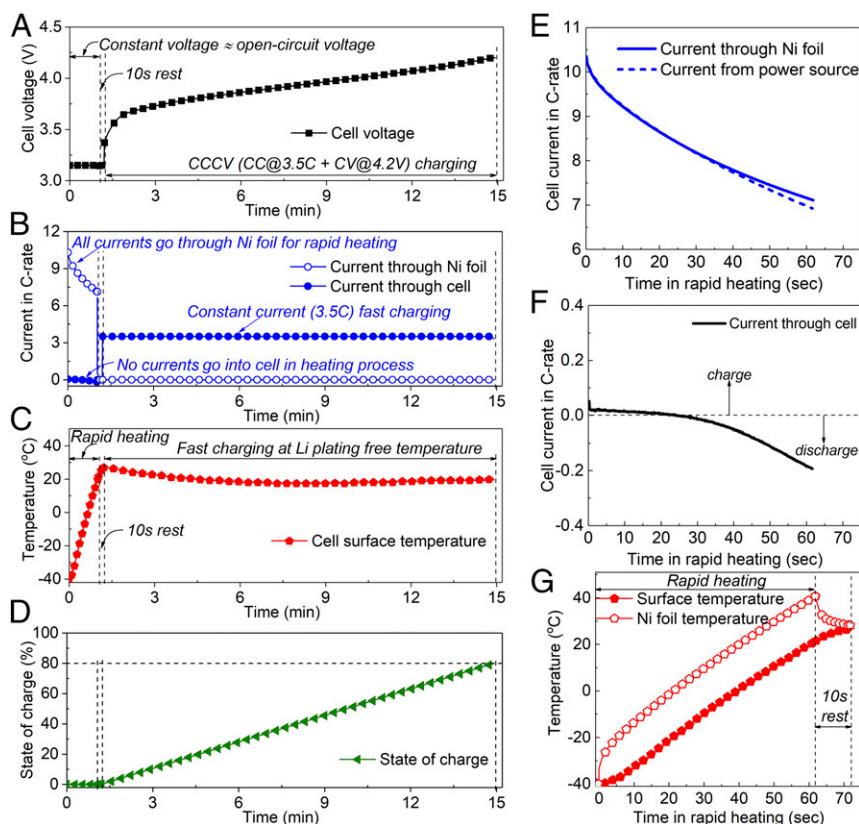 A
Cell voltage (V)
4.5
4.0
3.5
3.0
Constant voltage ≈ open-circuit voltage
10s rest
Cell voltage
CCCV (CC@3.5C + CV@4.2V) charging
0 3 6 9 12 15
Time (min)
B
Current in C-rate
12
9
6
3
0
All currents go through Ni foil for rapid heating
Current through Ni foil
Current through cell
Constant current (3.5C) fast charging
No currents go into cell in heating process
0 3 6 9 12 15
Time (min)
C
Temperature (ºC)
40
20
0
-20
-40
Rapid heating
Fast charging at Li plating free temperature
10s rest
Cell surface temperature
0 3 6 9 12 15
Time (min)
D
State of charge (%)
100
80
60
40
20
0
State of charge
0 3 6 9 12 15
Time (min)
E
Cell current in C-rate
11
10
9
8
7
6
Current through Ni foil
Current from power source
0 10 20 30 40 50 60 70
Time in rapid heating (sec)
F
Cell current in C-rate
0.4
0.2
0.0
-0.2
-0.4
Current through cell
charge
discharge
0 10 20 30 40 50 60 70
Time in rapid heating (sec)
G
Temperature (ºC)
40
20
0
-20
-40
Rapid heating
Surface temperature
Ni foil temperature
10s
rest
0 10 20 30 40 50 60 70
Time in rapid heating (sec)